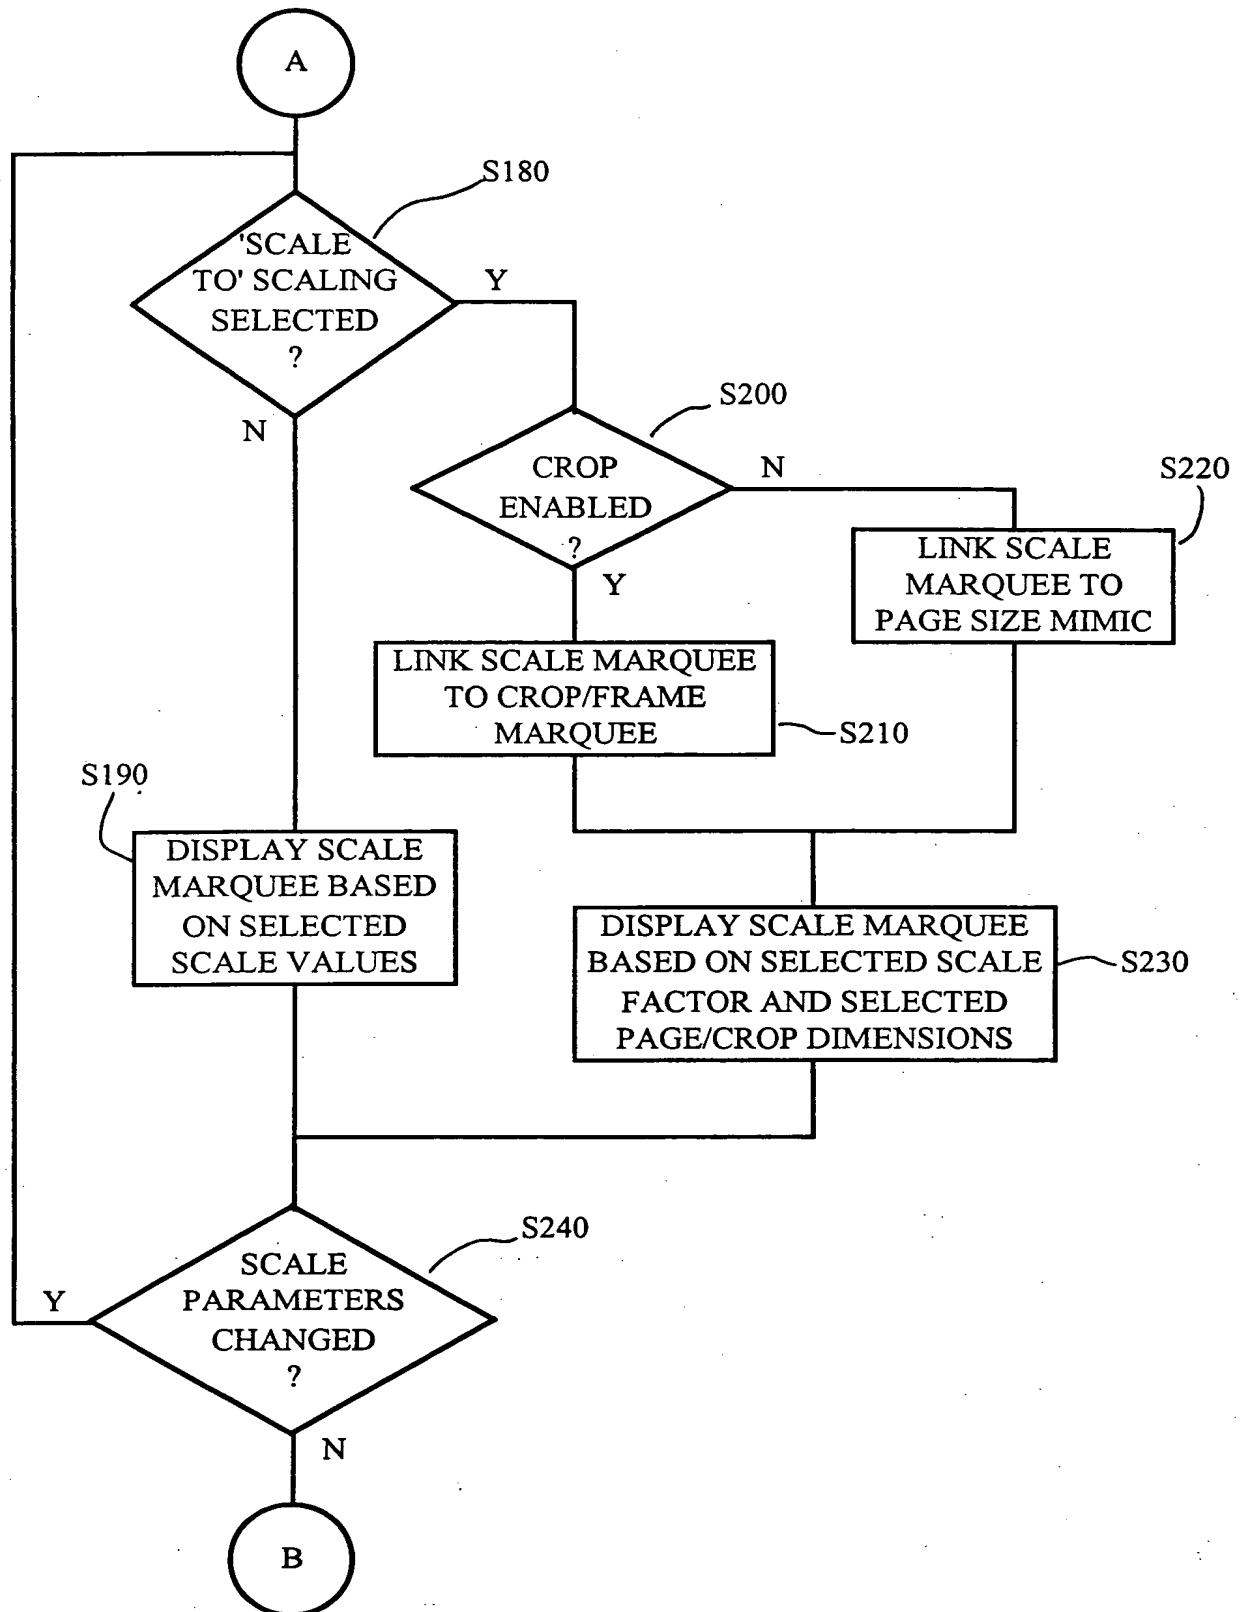 A
S180
'SCALE
TO' SCALING
SELECTED
?
Y
N
S200
CROP
ENABLED
?
N
Y
S220
LINK SCALE
MARQUEE TO
PAGE SIZE MIMIC
LINK SCALE MARQUEE
TO CROP/FRAME
MARQUEE
S210
S190
DISPLAY SCALE
MARQUEE BASED
ON SELECTED
SCALE VALUES
DISPLAY SCALE MARQUEE
BASED ON SELECTED SCALE
FACTOR AND SELECTED
PAGE/CROP DIMENSIONS
S230
S240
SCALE
PARAMETERS
CHANGED
?
Y
N
B